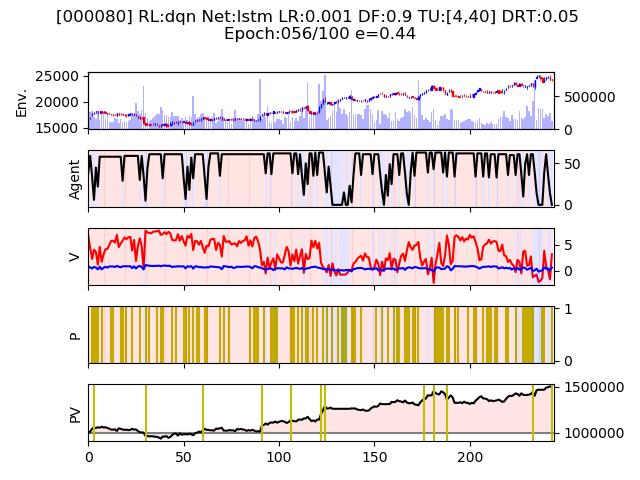 [000080] RL:dqn Net:lstm LR:0.001 DF:0.9 TU:[4,40] DRT:0.05
Epoch:056/100 e=0.44
Env.
25000
20000
15000
500000
0
Agent
50
0
V
5
0
P
1
0
PV
1500000
1000000
0 50 100 150 200